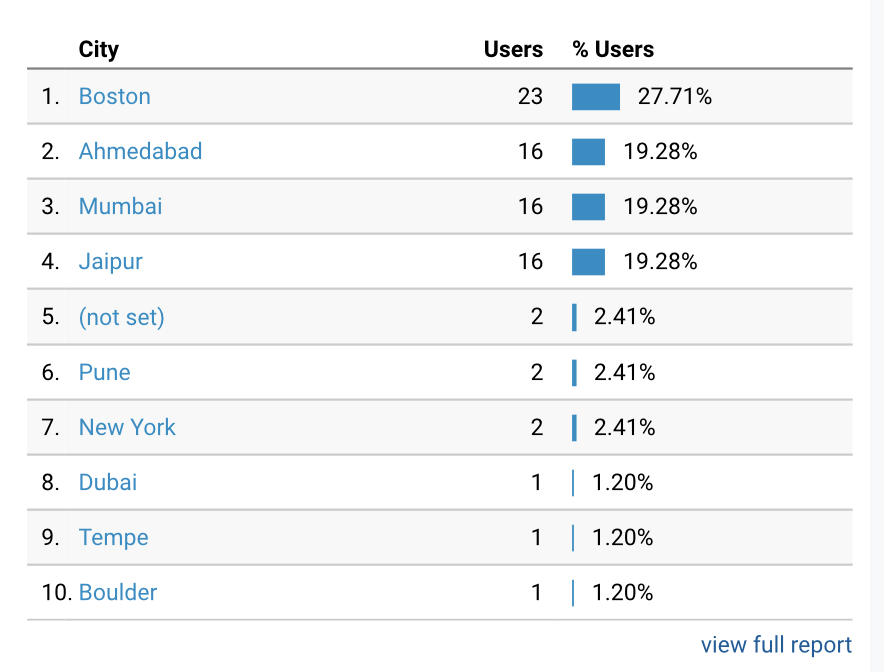 City Users % Users
1. Boston 23 27.71%
2. Ahmedabad 16 19.28%
3. Mumbai 16 19.28%
4. Jaipur 16 19.28%
5. (not set) 2 2.41%
6. Pune 2 2.41%
7. New York 2 2.41%
8. Dubai 1 1.20%
9. Tempe 1 1.20%
10. Boulder 1 1.20%
view full report